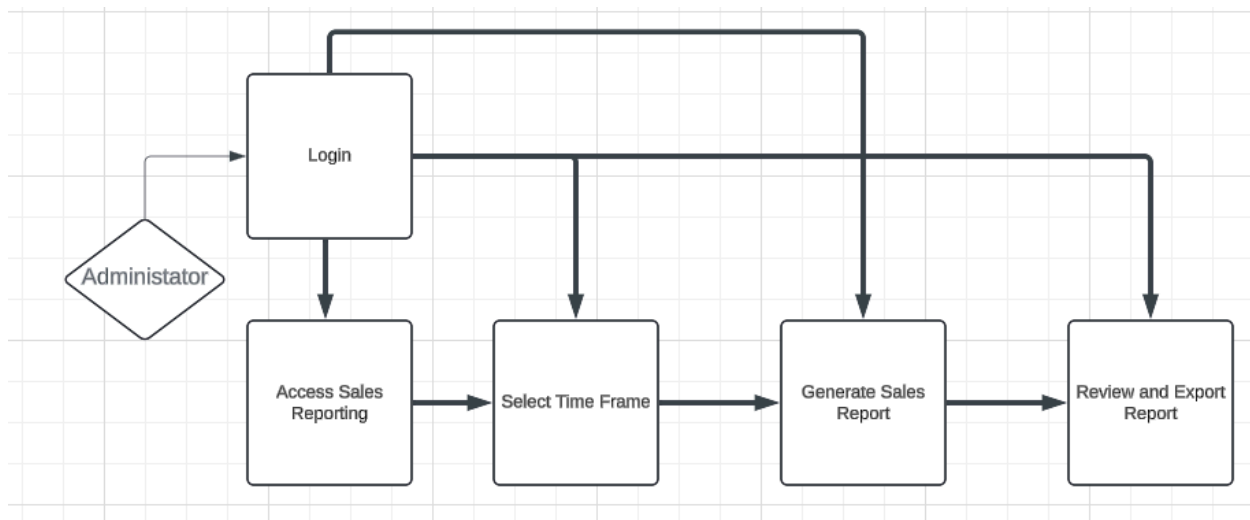 Login
Administator
Access Sales
Reporting
Select Time Frame
Generate Sales
Report
Review and Export
Report